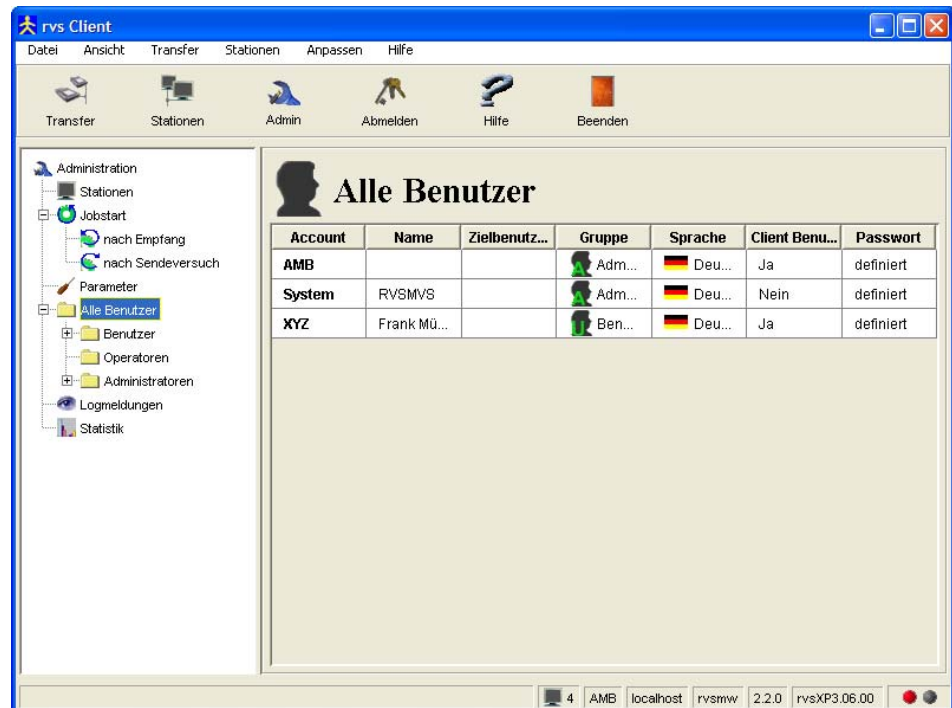 rvs Client
Datei Ansicht Transfer Stationen Anpassen Hilfe
Transfer Stationen Admin Abmelden Hilfe Beenden
Administration
Stationen
Jobstart
nach Empfang
nach Sendeversuch
Parameter
Alle Benutzer
Benutzer
Operatoren
Administratoren
Logmeldungen
Statistik
Alle Benutzer
Account Name Zielbenutz... Gruppe Sprache Client Benu... Passwort
AMB A Adm... Deu... Ja definiert
System RVSMVS A Adm... Deu... Nein definiert
XYZ Frank Mü... U Ben... Deu... Ja definiert
4 AMB localhost rvsmw 2.2.0 rvsXP3.06.00